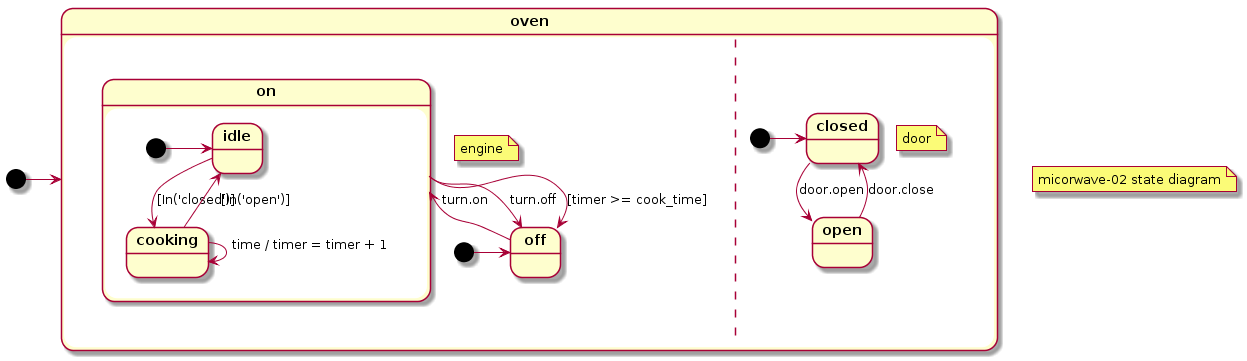 oven
on
idle
[In('closed')]
[In('open')]
cooking
time / timer = timer + 1
engine
turn.on
turn.off
[timer >= cook_time]
off
closed
door
door.open
door.close
open
micorwave-02 state diagram